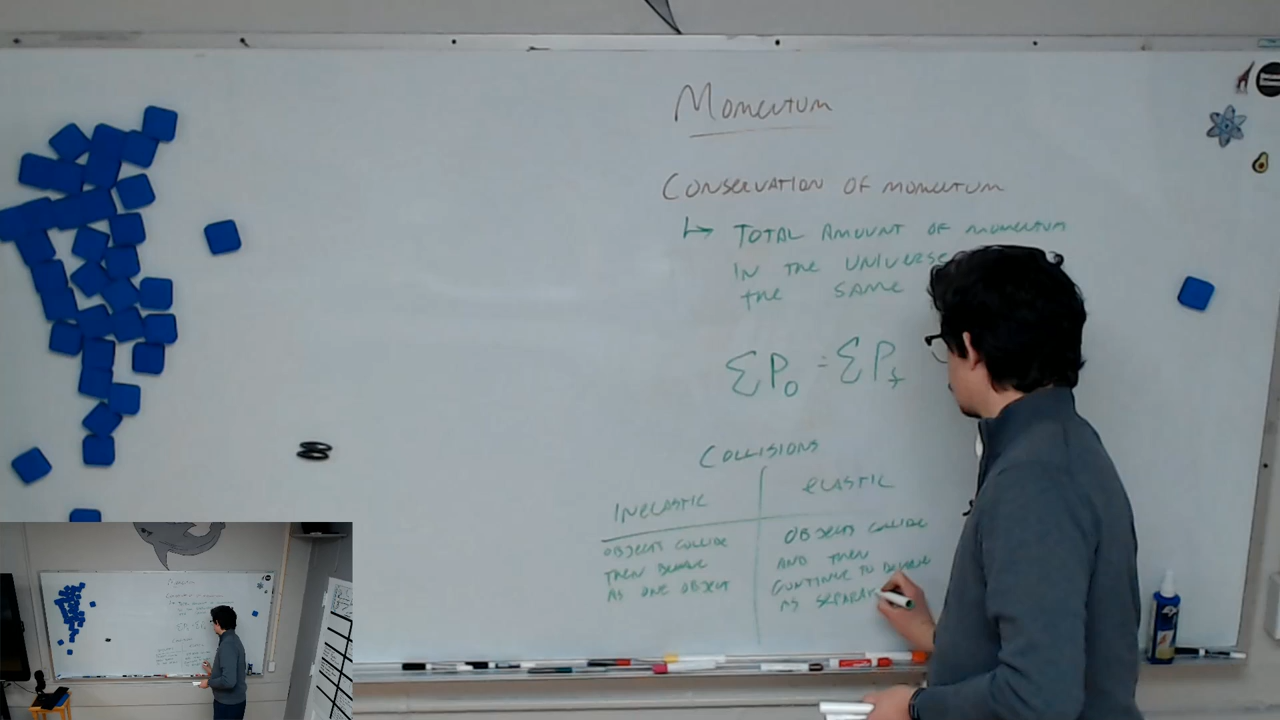 Momentum
CONSERVATION OF MOMENTUM
↳ TOTAL AMOUNT OF MOMENTUM
IN THE UNIVERSE
THE SAME
ΣP₀ = ΣP_f
COLLISIONS
INELASTIC
ELASTIC
OBJECTS COLLIDE
THEN BEHAVE
AS ONE OBJECT
OBJECTS COLLIDE
AND THEN
CONTINUE TO BEHAVE
AS SEPARA